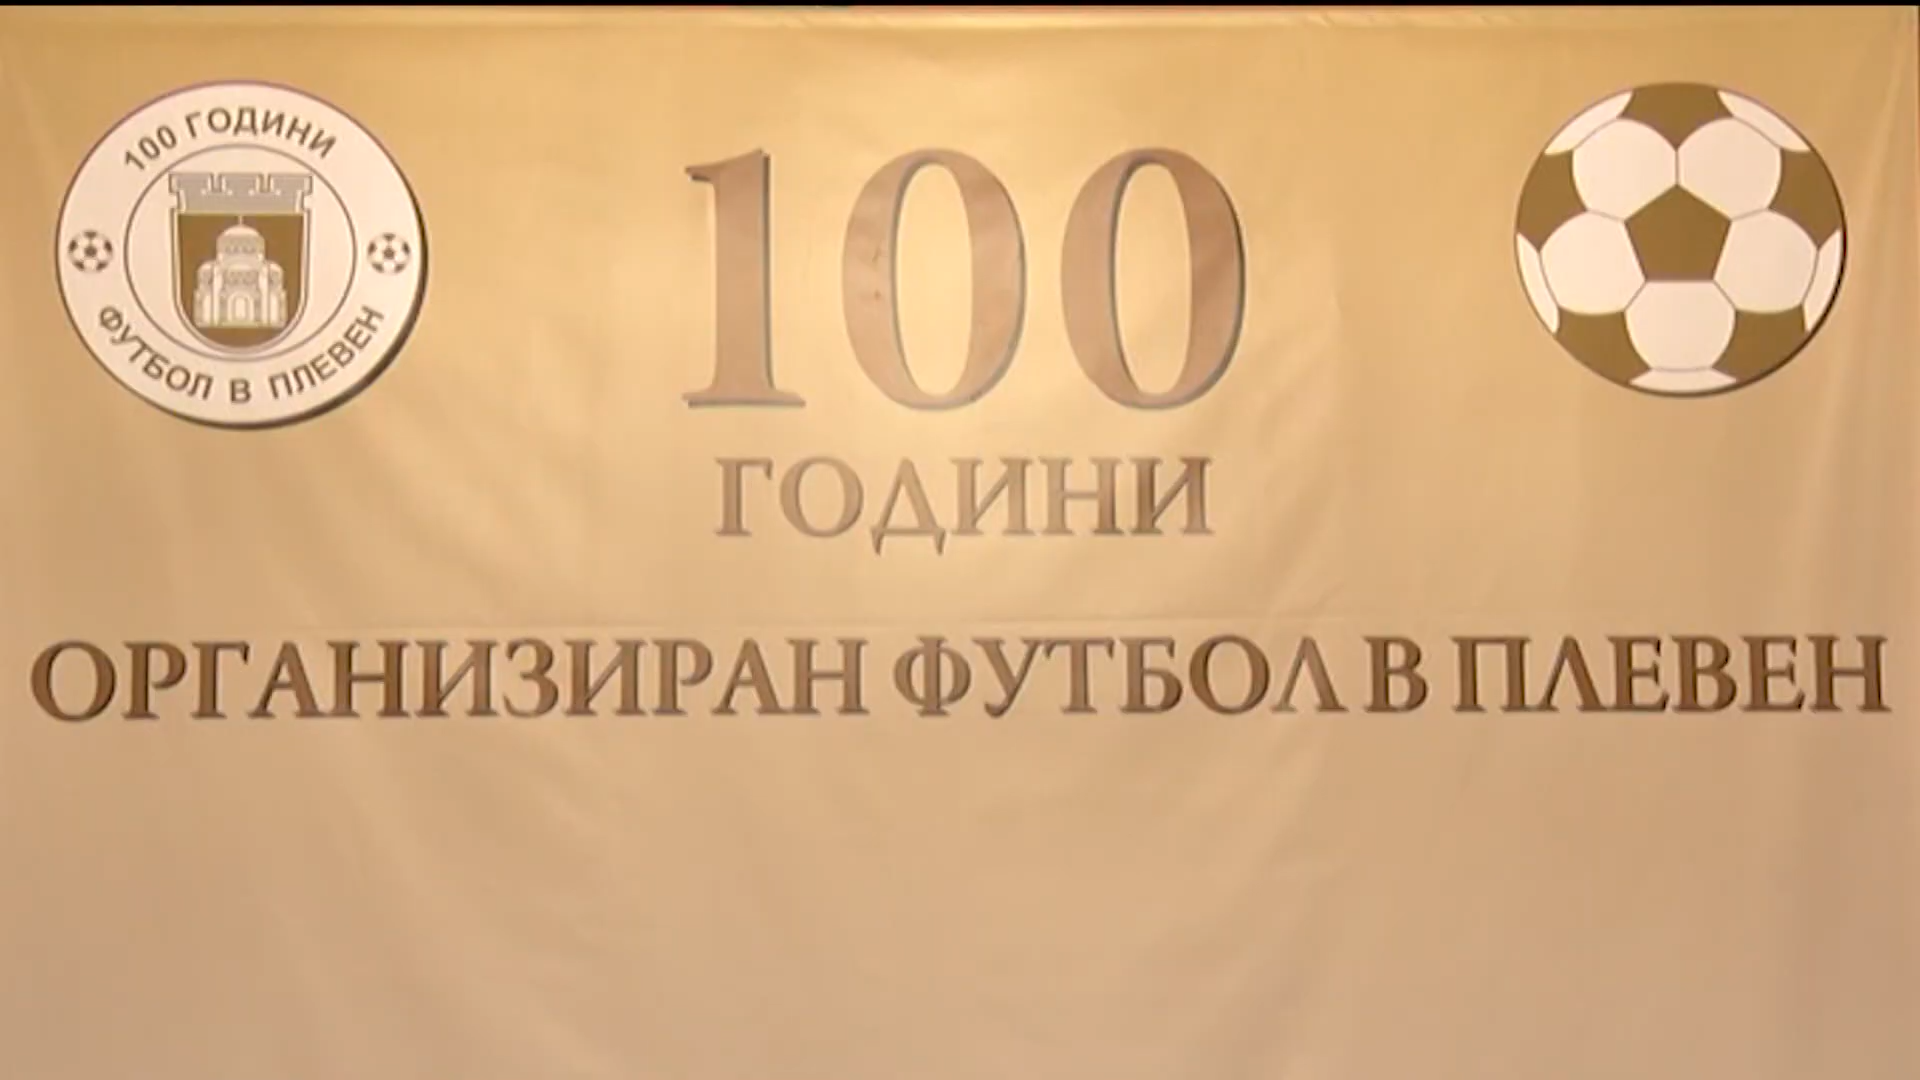 100 ГОДИНИ
ФУТБОЛ В ПЛЕВЕН
100
ГОДИНИ
ОРГАНИЗИРАН ФУТБОЛ В ПЛЕВЕН